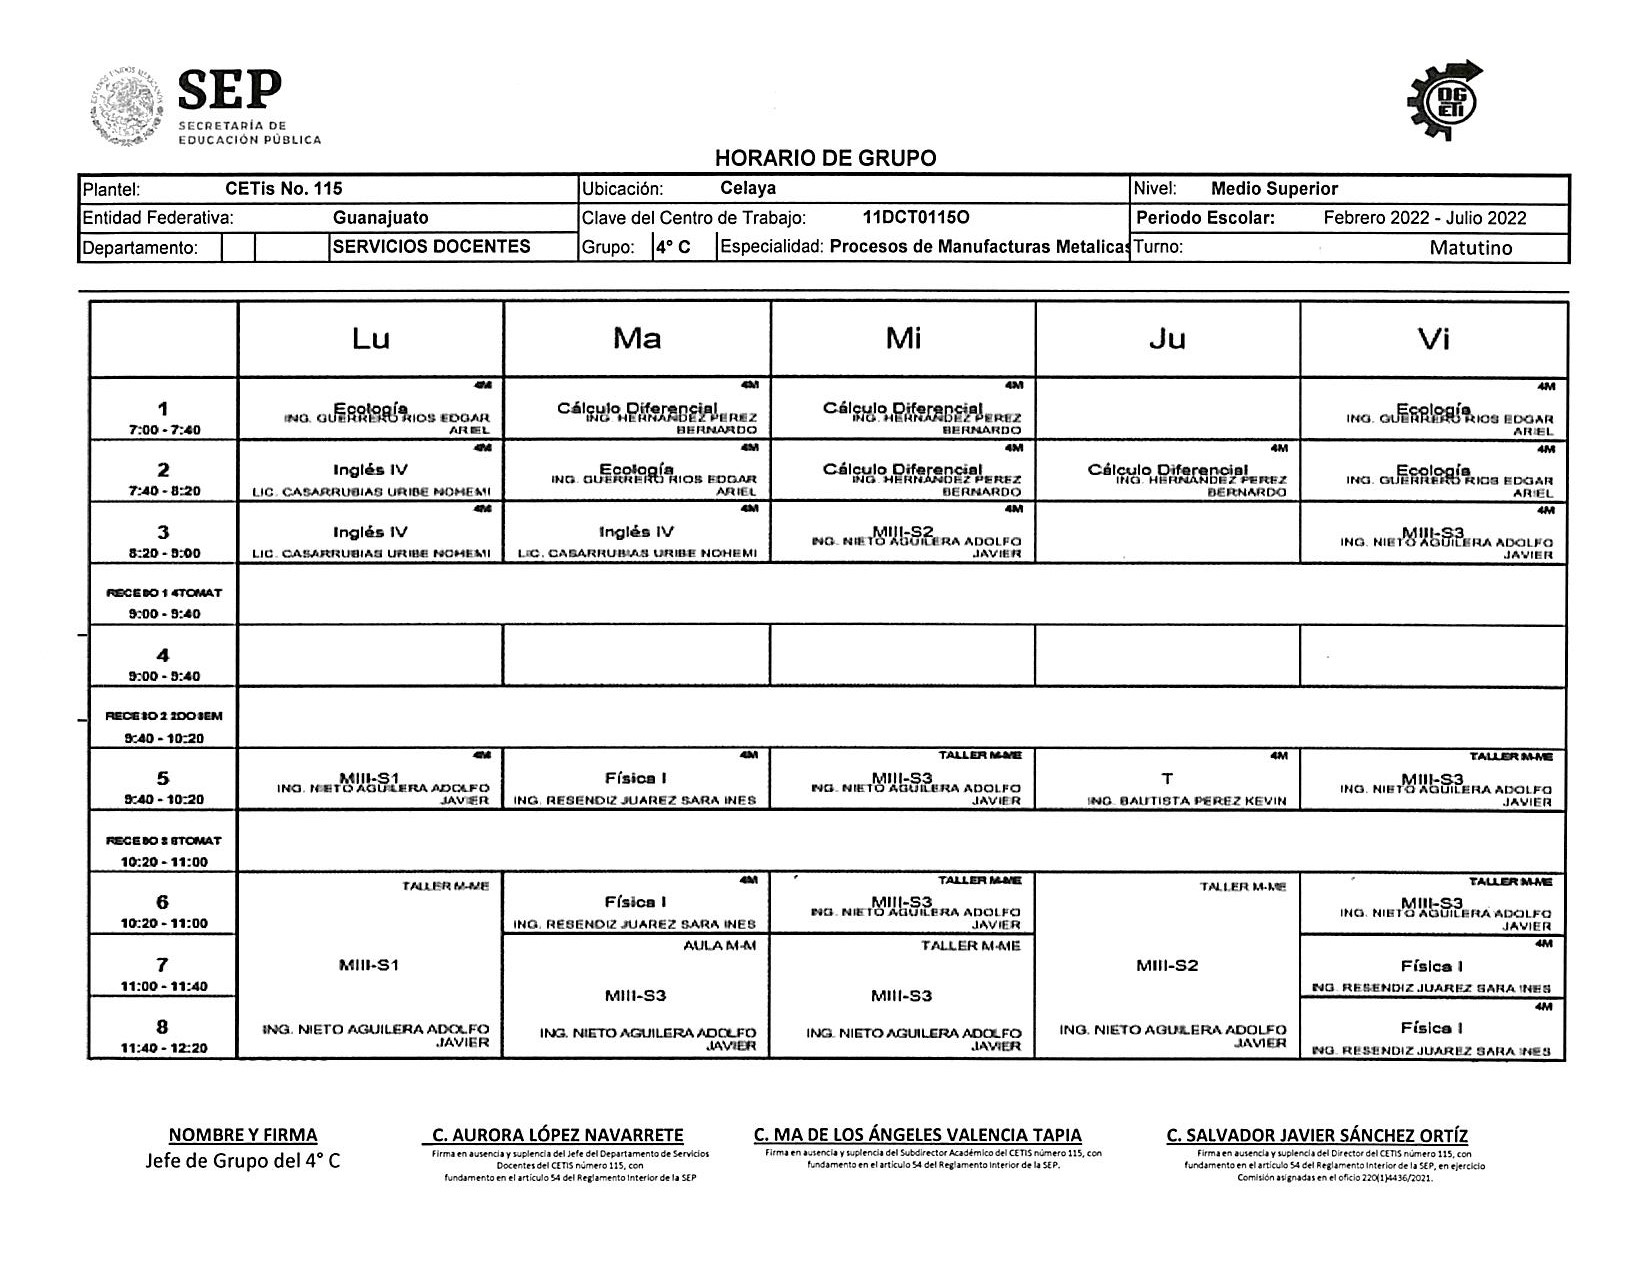 SEP
SECRETARÍA DE
EDUCACIÓN PÚBLICA
DGETI
HORARIO DE GRUPO
Plantel: CETis No. 115 Ubicación: Celaya Nivel: Medio Superior
Entidad Federativa: Guanajuato Clave del Centro de Trabajo: 11DCT0115O Periodo Escolar: Febrero 2022 - Julio 2022
Departamento: SERVICIOS DOCENTES Grupo: 4° C Especialidad: Procesos de Manufacturas Metalicas Turno: Matutino
Lu Ma Mi Ju Vi
4M 4M 4M 4M
1 Ecología Cálculo Diferencial Cálculo Diferencial Ecología
ING. GUERRERO RIOS EDGAR ING. HERNANDEZ PEREZ ING. HERNANDEZ PEREZ ING. GUERRERO RIOS EDGAR
7:00 - 7:40 ARIEL BERNARDO BERNARDO ARIEL
4M 4M 4M 4M 4M
2 Inglés IV Ecología Cálculo Diferencial Cálculo Diferencial Ecología
ING. GUERRERO RIOS EDGAR ING. HERNANDEZ PEREZ ING. HERNANDEZ PEREZ ING. GUERRERO RIOS EDGAR
7:40 - 8:20 LIC. CASARRUBIAS URIBE NOHEMI ARIEL BERNARDO BERNARDO ARIEL
4M 4M 4M 4M
3 Inglés IV Inglés IV MIII-S2 MIII-S3
ING. NIETO AGUILERA ADOLFO ING. NIETO AGUILERA ADOLFO
8:20 - 9:00 LIC. CASARRUBIAS URIBE NOHEMI LIC. CASARRUBIAS URIBE NOHEMI JAVIER JAVIER
RECESO 1 4TOMAT
9:00 - 9:40
4
9:00 - 9:40
RECESO 2 2DOSEM
9:40 - 10:20
4M 4M TALLER M-ME 4M TALLER M-ME
5 MIII-S1 Física I MIII-S3 T MIII-S3
ING. NIETO AGUILERA ADOLFO ING. NIETO AGUILERA ADOLFO ING. NIETO AGUILERA ADOLFO
9:40 - 10:20 JAVIER ING. RESENDIZ JUAREZ SARA INES JAVIER ING. BAUTISTA PEREZ KEVIN JAVIER
RECESO 3 6TOMAT
10:20 - 11:00
TALLER M-ME 4M TALLER M-ME TALLER M-ME TALLER M-ME
6 Física I MIII-S3 MIII-S3
ING. NIETO AGUILERA ADOLFO ING. NIETO AGUILERA ADOLFO
10:20 - 11:00 ING. RESENDIZ JUAREZ SARA INES JAVIER JAVIER
AULA M-M TALLER M-ME 4M
7 MIII-S1 MIII-S2 Física I
11:00 - 11:40 ING. RESENDIZ JUAREZ SARA INES
MIII-S3 MIII-S3 4M
8 ING. NIETO AGUILERA ADOLFO ING. NIETO AGUILERA ADOLFO ING. NIETO AGUILERA ADOLFO ING. NIETO AGUILERA ADOLFO Física I
11:40 - 12:20 JAVIER JAVIER JAVIER JAVIER ING. RESENDIZ JUAREZ SARA INES
NOMBRE Y FIRMA C. AURORA LÓPEZ NAVARRETE C. MA DE LOS ÁNGELES VALENCIA TAPIA C. SALVADOR JAVIER SÁNCHEZ ORTÍZ
Jefe de Grupo del 4° C
Firma en ausencia y suplencia del Jefe del Departamento de Servicios
Docentes del CETIS número 115, con
fundamento en el artículo 54 del Reglamento Interior de la SEP
Firma en ausencia y suplencia del Subdirector Académico del CETIS número 115, con
fundamento en el artículo 54 del Reglamento Interior de la SEP.
Firma en ausencia y suplencia del Director del CETIS número 115, con
fundamento en el artículo 54 del Reglamento Interior de la SEP, en ejercicio
Comisión asignadas en el oficio 220(1)4436/2021.